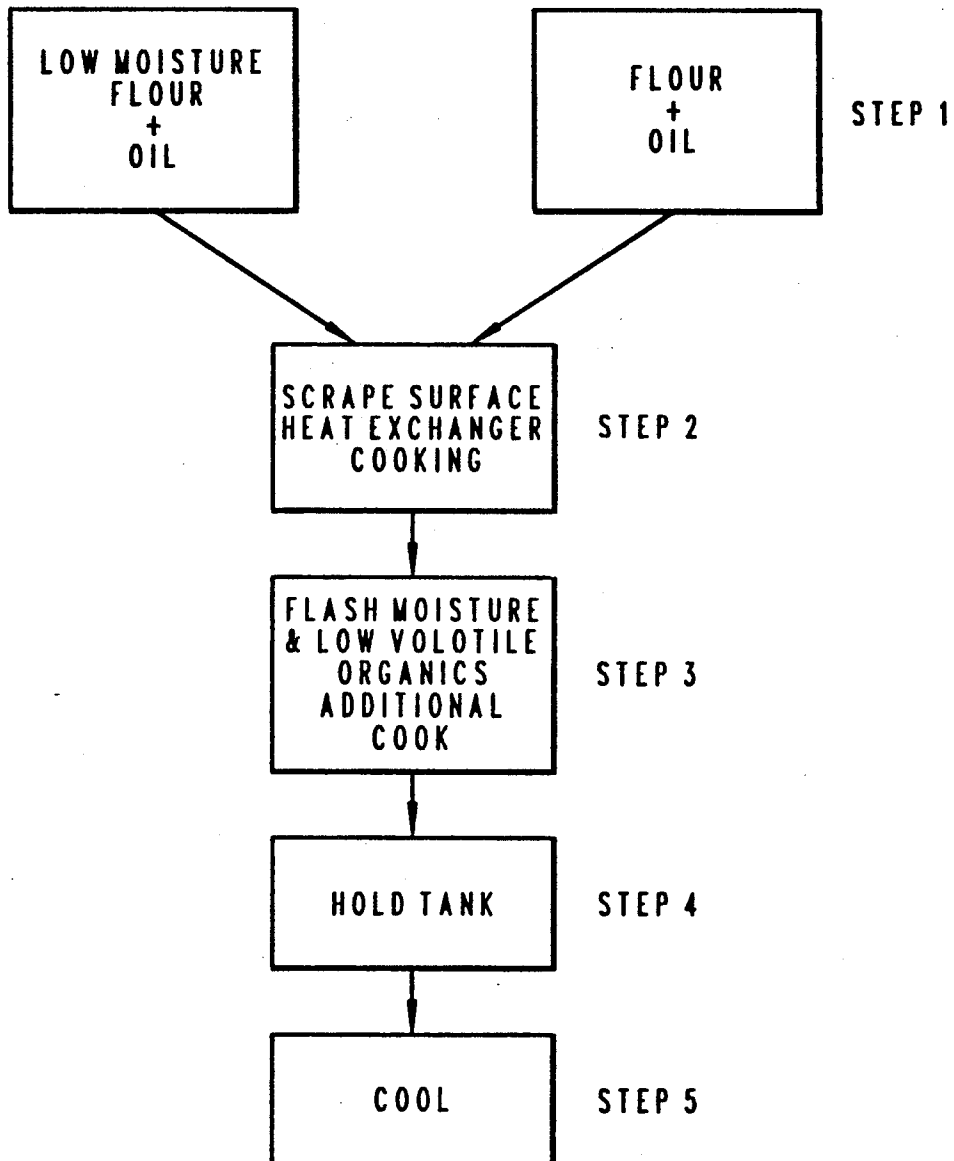 LOW MOISTURE
FLOUR
+
OIL
FLOUR
+
OIL
STEP 1
SCRAPE SURFACE
HEAT EXCHANGER
COOKING
STEP 2
FLASH MOISTURE
& LOW VOLOTILE
ORGANICS
ADDITIONAL
COOK
STEP 3
HOLD TANK
STEP 4
COOL
STEP 5